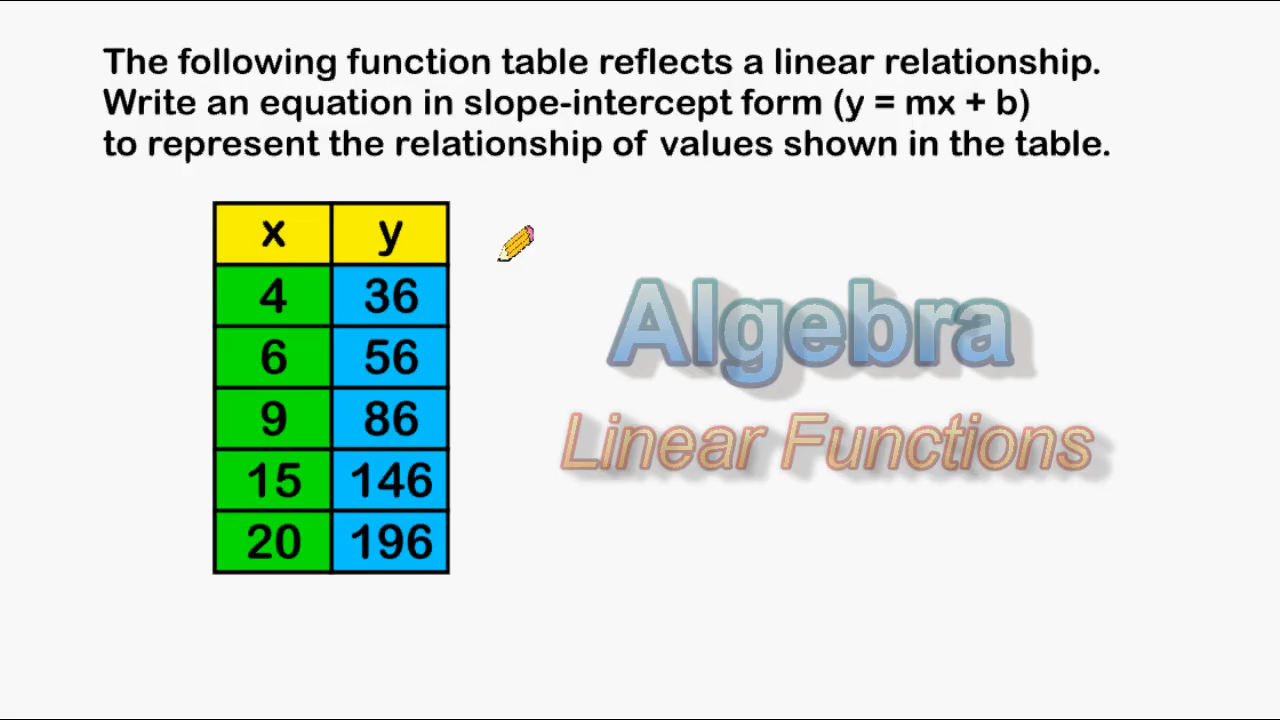 The following function table reflects a linear relationship.
Write an equation in slope-intercept form (y = mx + b)
to represent the relationship of values shown in the table.
x y
4 36
6 56
9 86
15 146
20 196
Algebra
Linear Functions